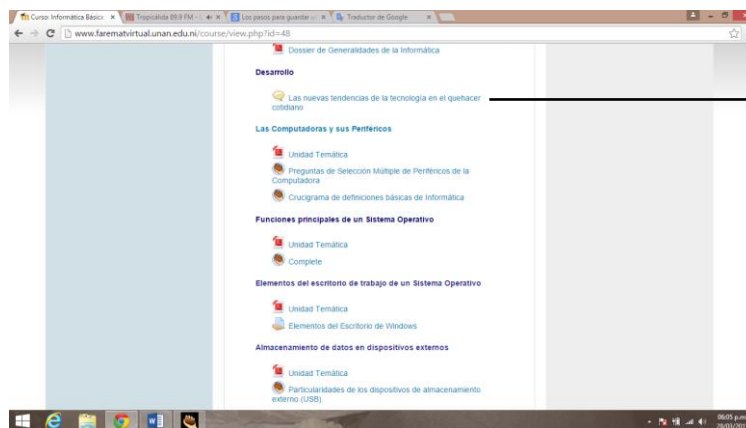 Curso: Informática Básica
Tropicálida 89.9 FM -
Los pasos para guardar
Traductor de Google
www.farematvirtual.unan.edu.ni/course/view.php?id=48
Dossier de Generalidades de la Informática
Desarrollo
Las nuevas tendencias de la tecnología en el quehacer
cotidiano
Las Computadoras y sus Periféricos
Unidad Temática
Preguntas de Selección Múltiple de Periféricos de la
Computadora
Crucigrama de definiciones básicas de Informática
Funciones principales de un Sistema Operativo
Unidad Temática
Complete
Elementos del escritorio de trabajo de un Sistema Operativo
Unidad Temática
Elementos del Escritorio de Windows
Almacenamiento de datos en dispositivos externos
Unidad Temática
Particularidades de los dispositivos de almacenamiento
externo (USB)
06:05 p.m.